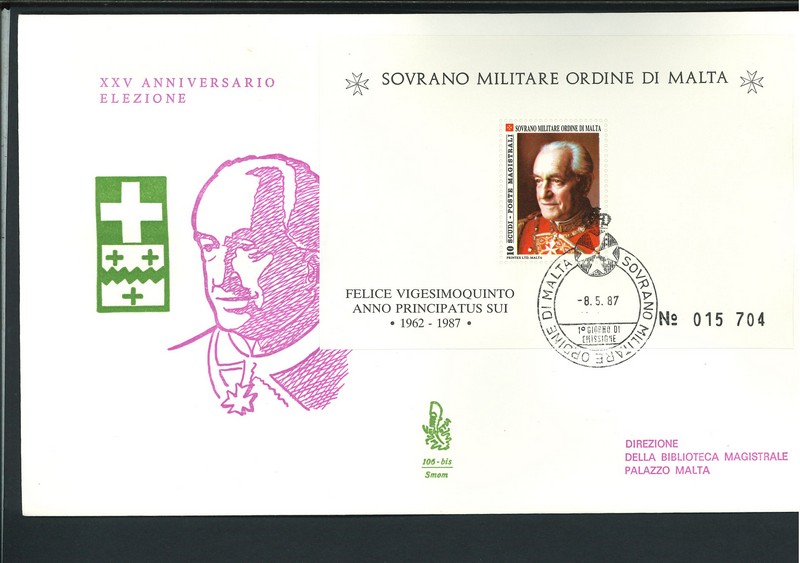 XXV ANNIVERSARIO
ELEZIONE
SOVRANO MILITARE ORDINE DI MALTA
SOVRANO MILITARE ORDINE DI MALTA
10 SCUDI - POSTE MAGISTRALI
PRINTEX LTD. MALTA
FELICE VIGESIMOQUINTO
ANNO PRINCIPATUS SUI
• 1962 - 1987 •
SOVRANO MILITARE ORDINE DI MALTA
-8.5.87
1º GIORNO DI
EMISSIONE
Nº 015 704
106-bis
Smom
DIREZIONE
DELLA BIBLIOTECA MAGISTRALE
PALAZZO MALTA